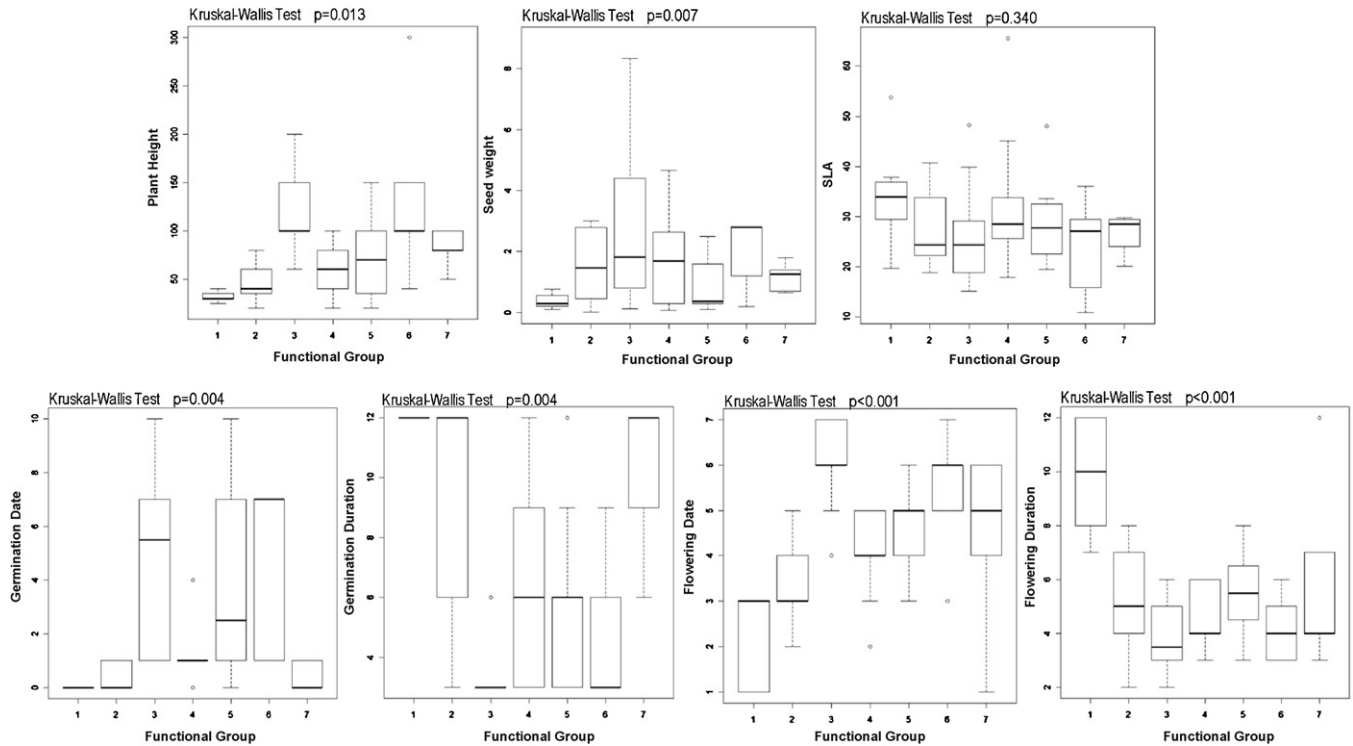 Kruskal-Wallis Test p=0.013
Plant Height
300
250
200
150
100
50
1 2 3 4 5 6 7
Functional Group
Kruskal-Wallis Test p=0.007
Seed weight
8
6
4
2
0
1 2 3 4 5 6 7
Functional Group
Kruskal-Wallis Test p=0.340
SLA
60
50
40
30
20
10
1 2 3 4 5 6 7
Functional Group
Kruskal-Wallis Test p=0.004
Germination Date
10
8
6
4
2
0
1 2 3 4 5 6 7
Functional Group
Kruskal-Wallis Test p=0.004
Germination Duration
12
10
8
6
4
1 2 3 4 5 6 7
Functional Group
Kruskal-Wallis Test p<0.001
Flowering Date
7
6
5
4
3
2
1
1 2 3 4 5 6 7
Functional Group
Kruskal-Wallis Test p<0.001
Flowering Duration
12
10
8
6
4
2
1 2 3 4 5 6 7
Functional Group